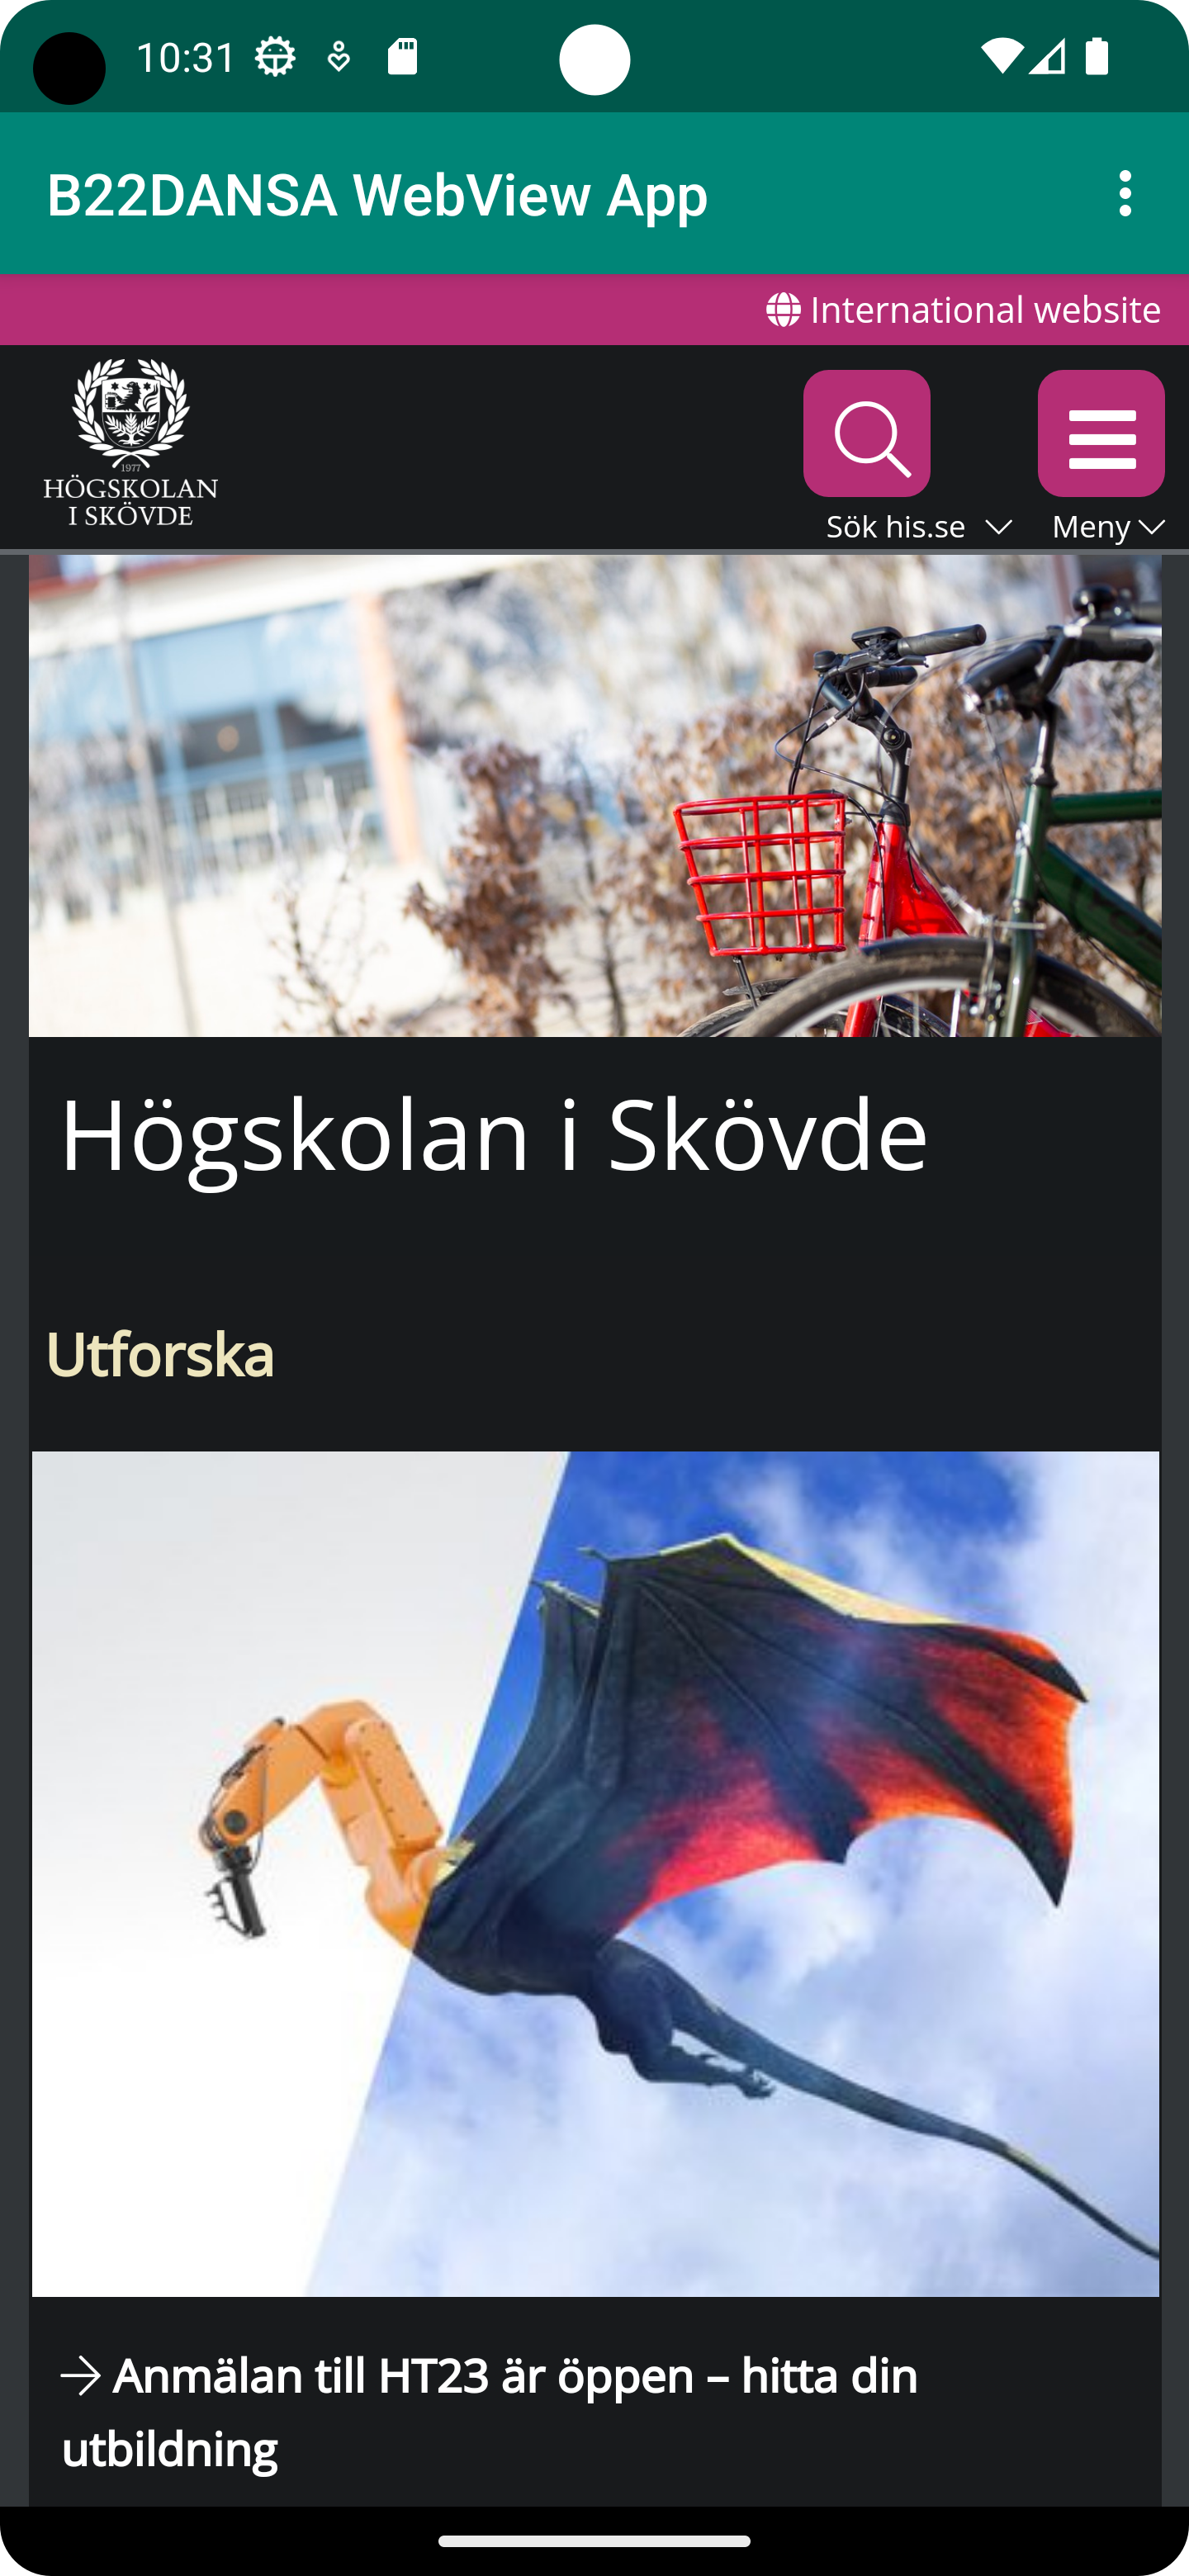 10:31
B22DANSA WebView App
International website
1977
HÖGSKOLAN
I SKÖVDE
Sök his.se
Meny
Högskolan i Skövde
Utforska
Anmälan till HT23 är öppen – hitta din
utbildning